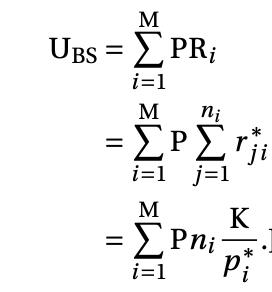 U_BS = \sum_{i=1}^{M} PR_i
= \sum_{i=1}^{M} P \sum_{j=1}^{n_i} r_{ji}^*
= \sum_{i=1}^{M} P n_i \frac{K}{p_i^*} .